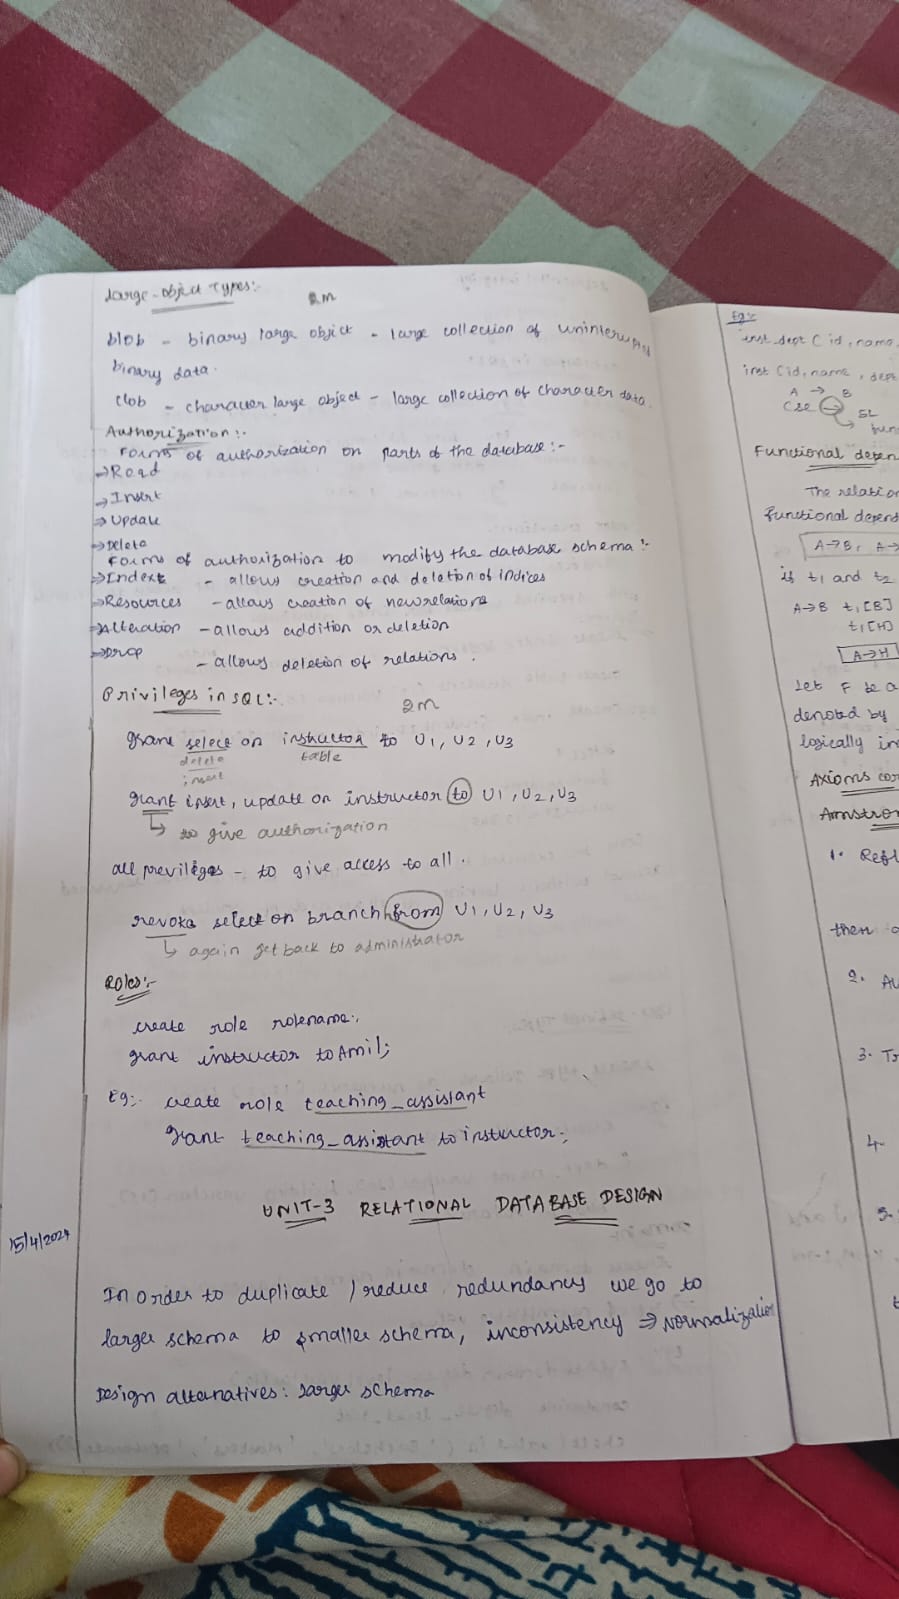 Large-object Types:-
2m
blob - binary large object - large collection of uninterupted
binary data.
clob - character large object - large collection of character data.
Authorization:-
Forms of authorization on parts of the database:-
→Read
→Insert
→Update
→Delete
Forms of authorization to modify the database schema:-
→Index - allows creation and deletion of indices
→Resources - allows creation of new relations
→Alteration - allows addition or deletion
→Drop - allows deletion of relations.
Privileges in SQL:-
2m
grant select on instructor to U1, U2, U3
delete table
insert
grant insert, update on instructor to U1, U2, U3
↳ to give authorization
all previleges - to give access to all.
revoke select on branch from U1, U2, U3
↳ again get back to administrator
Roles:-
create role rolename;
grant instructor to Amil;
Eg:- create role teaching_assistant
grant teaching_assistant to instructor;
UNIT-3 RELATIONAL DATABASE DESIGN
15/4/2024
In order to duplicate / reduce redundancy we go to
larger schema to smaller schema, inconsistency ⇒ Normalization
Design alternatives: larger schema
Eg:-
inst_dept ( id, name,
inst (id, name, dept
A → B
CSE → SL
fun
Functional depen
The relation
functional depend
A→B, A→
if t1 and t2
A→B t1[B]
t1[H]
A→H
Let F be a
denoted by
logically im
Axioms
Armstro
1. Refl
then
2. Au
3. Tr
4.
5.